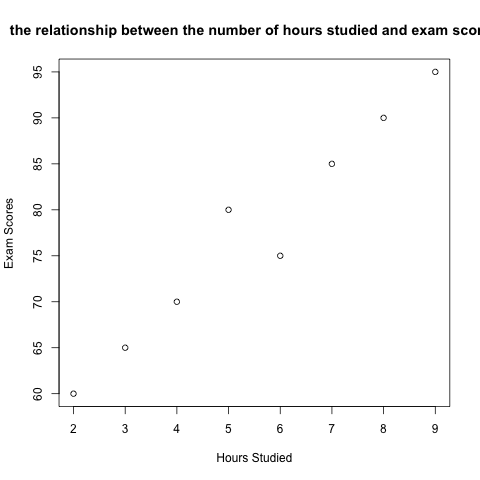 the relationship between the number of hours studied and exam scor
95
90
85
80
75
70
65
60
Exam Scores
2 3 4 5 6 7 8 9
Hours Studied